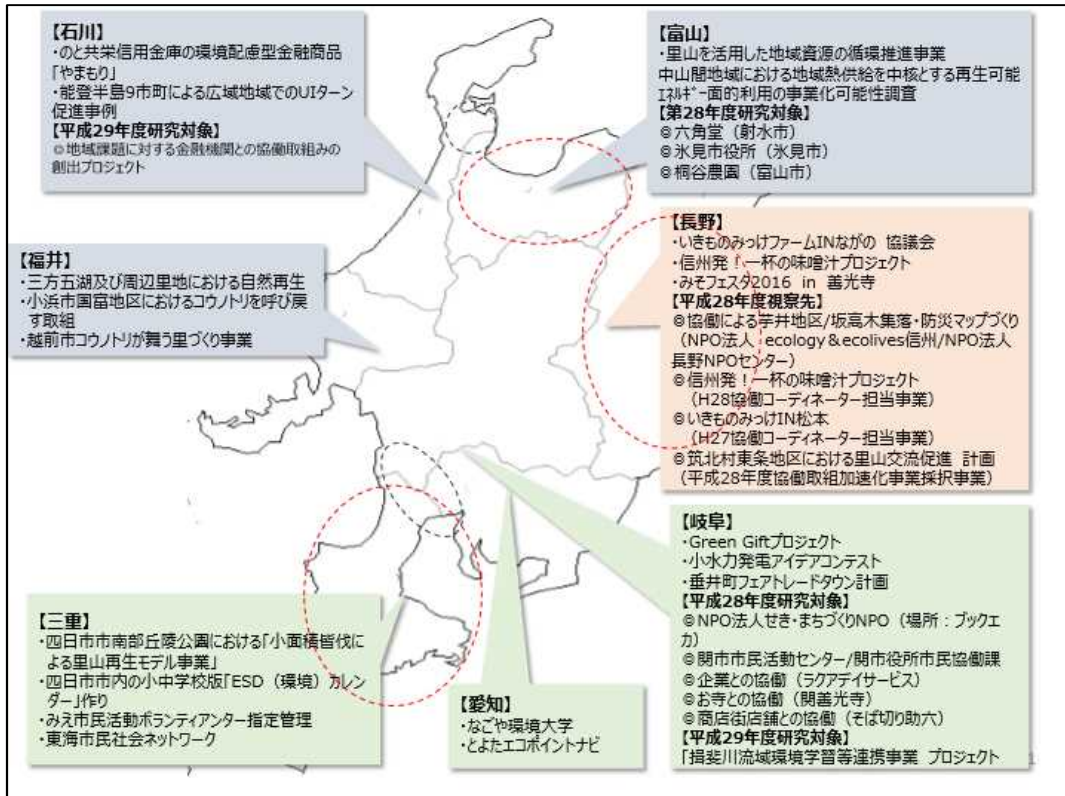 【石川】
・のと共栄信用金庫の環境配慮型金融商品
「やまもり」
・能登半島9市町による広域地域でのUIターン
促進事例
【平成29年度研究対象】
◎地域課題に対する金融機関との協働取組みの
創出プロジェクト
【富山】
・里山を活用した地域資源の循環推進事業
中山間地域における地域熱供給を中核とする再生可能
エネルギー面的利用の事業化可能性調査
【第28年度研究対象】
◎六角堂（射水市）
◎氷見市役所（氷見市）
◎桐谷農園（富山市）
【福井】
・三方五湖及び周辺里地における自然再生
・小浜市国富地区におけるコウノトリを呼び戻
す取組
・越前市コウノトリが舞う里づくり事業
【長野】
・いきものみっけファームINながの 協議会
・信州発！一杯の味噌汁プロジェクト
・みそフェスタ2016 in 善光寺
【平成28年度視察先】
◎協働による芋井地区/坂高木集落・防災マップづくり
（NPO法人 ecology＆ecolives信州/NPO法人
長野NPOセンター）
◎信州発！一杯の味噌汁プロジェクト
（H28協働コーディネーター担当事業）
◎いきものみっけIN松本
（H27協働コーディネーター担当事業）
◎筑北村東条地区における里山交流促進 計画
（平成28年度協働取組加速化事業採択事業）
【岐阜】
・Green Giftプロジェクト
・小水力発電アイデアコンテスト
・垂井町フェアトレードタウン計画
【平成28年度研究対象】
◎NPO法人せき・まちづくりNPO（場所：ブックエ
カ）
◎関市市民活動センター/関市役所市民協働課
◎企業との協働（ラクアデイサービス）
◎お寺との協働（関善光寺）
◎商店街店舗との協働（そば切り助六）
【平成29年度研究対象】
「揖斐川流域環境学習等連携事業 プロジェクト
1
【三重】
・四日市市南部丘陵公園における「小面積皆伐に
よる里山再生モデル事業」
・四日市市内の小中学校版「ESD（環境）カレン
ダー」作り
・みえ市民活動ボランティアンター指定管理
・東海市民社会ネットワーク
【愛知】
・なごや環境大学
・とよたエコポイントナビ